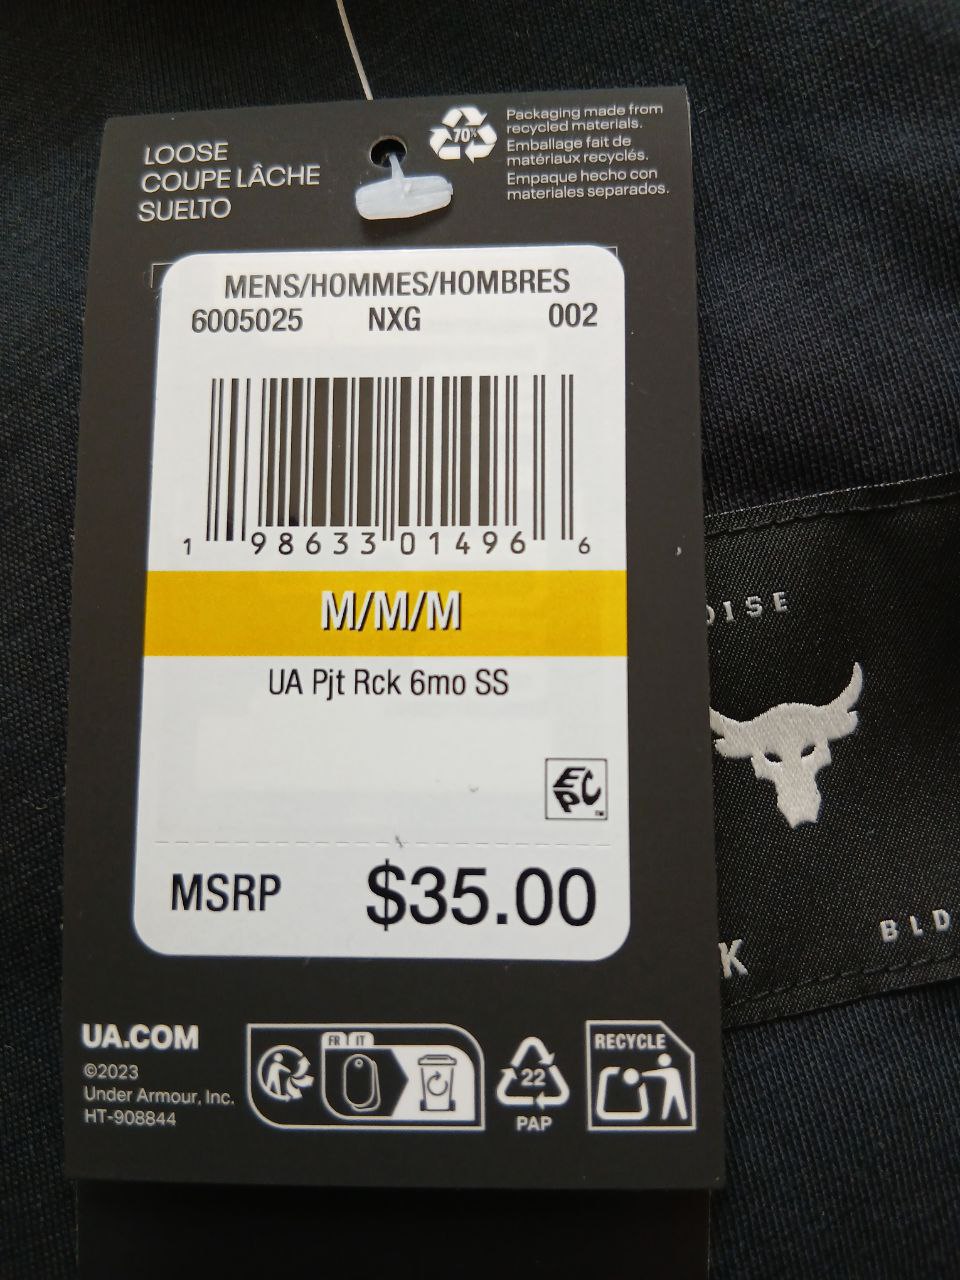 LOOSE
COUPE LÂCHE
SUELTO
70%
Packaging made from
recycled materials.
Emballage fait de
matériaux recyclés.
Empaque hecho con
materiales separados.
MENS/HOMMES/HOMBRES
6005025 NXG 002
1 98633 01496 6
M/M/M
UA Pjt Rck 6mo SS
EPC
MSRP $35.00
UA.COM
©2023
Under Armour, Inc.
HT-908844
FR IT
22
PAP
RECYCLE
OISE
K
BLD